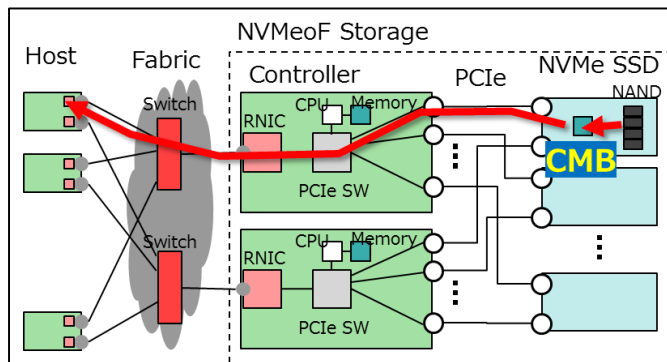 NVMeoF Storage
Host
Fabric
Controller
PCIe
NVMe SSD
NAND
Switch
CPU
Memory
RNIC
PCIe SW
CMB
Switch
CPU
Memory
RNIC
PCIe SW